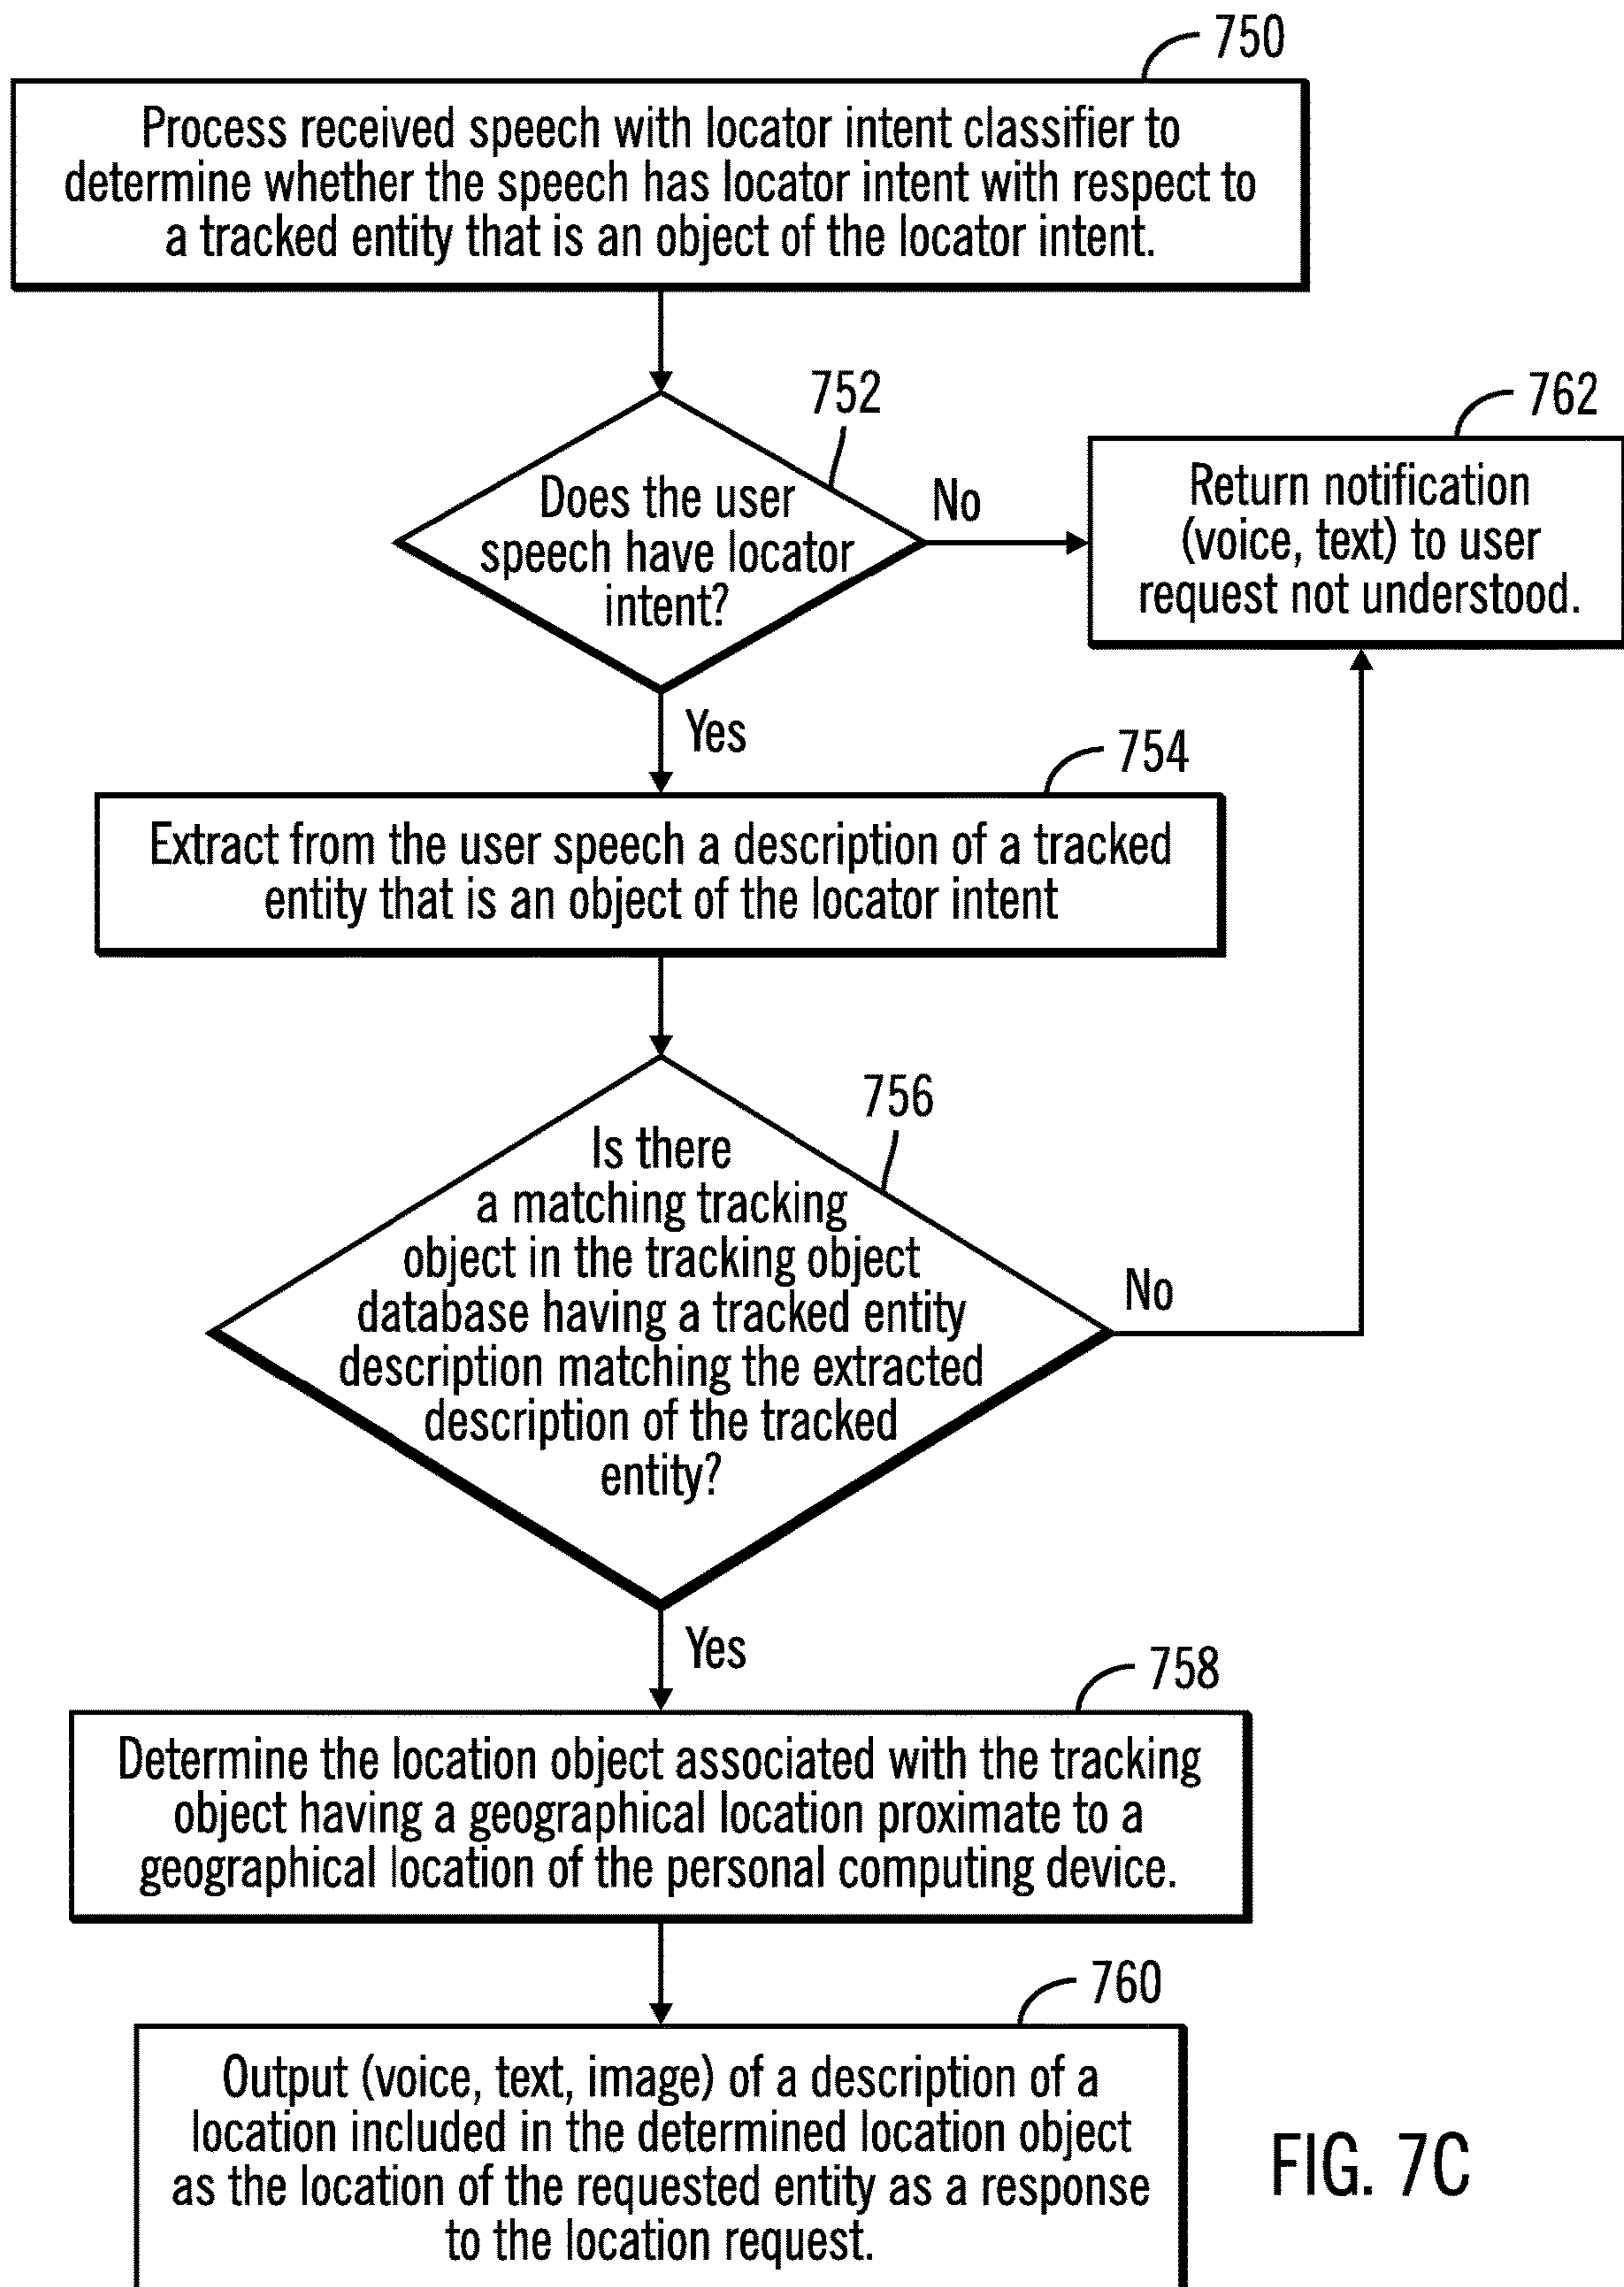 750
Process received speech with locator intent classifier to
determine whether the speech has locator intent with respect to
a tracked entity that is an object of the locator intent.
752
Does the user
speech have locator
intent?
No
762
Return notification
(voice, text) to user
request not understood.
Yes
754
Extract from the user speech a description of a tracked
entity that is an object of the locator intent
756
Is there
a matching tracking
object in the tracking object
database having a tracked entity
description matching the extracted
description of the tracked
entity?
No
Yes
758
Determine the location object associated with the tracking
object having a geographical location proximate to a
geographical location of the personal computing device.
760
Output (voice, text, image) of a description of a
location included in the determined location object
as the location of the requested entity as a response
to the location request.
FIG. 7C